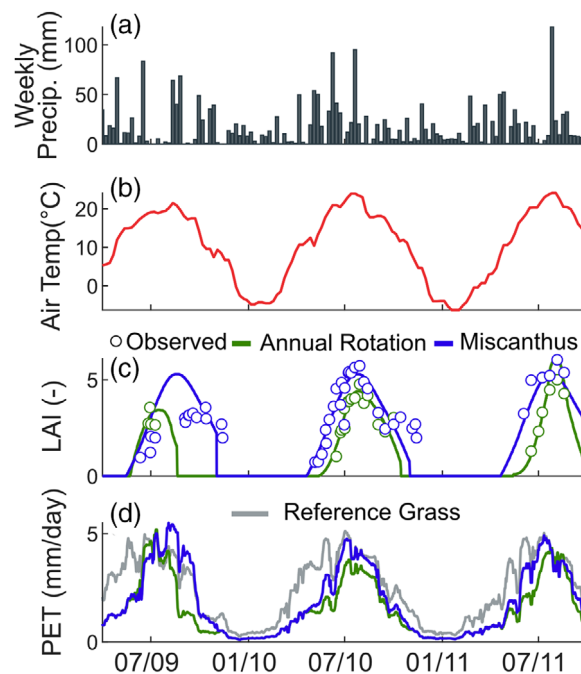 (a)
Weekly
Precip. (mm)
100
50
0
(b)
Air Temp(°C)
20
10
0
Observed Annual Rotation Miscanthus
(c)
LAI (-)
5
0
Reference Grass
(d)
PET (mm/day)
5
0
07/09 01/10 07/10 01/11 07/11